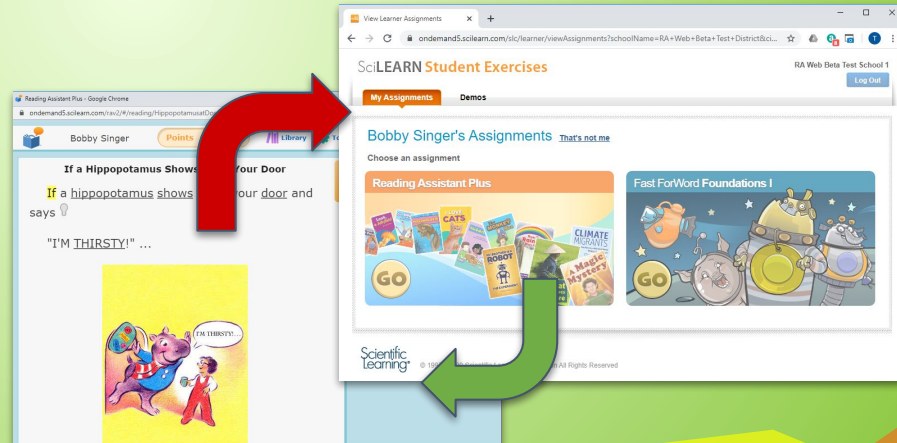 View Learner Assignments
ondemand5.scilearn.com/slc/learner/viewAssignments?schoolName=RA+Web+Beta+Test+District&ci...
SciLEARN Student Exercises
RA Web Beta Test School 1
Log Out
My Assignments Demos
Bobby Singer's Assignments That's not me
Choose an assignment
Reading Assistant Plus
CATS
ROBOT
CLIMATE
MIGRANTS
A Magic
Mystery
GO
Fast ForWord Foundations I
GO
Scientific
Learning
All Rights Reserved
Reading Assistant Plus - Google Chrome
ondemand5.scilearn.com/rav2/#/reading/HippopotamusatDo
Bobby Singer Points Library
If a Hippopotamus Shows Your Door
If a hippopotamus shows your door and
says
"I'M THIRSTY!" ...
I'M THIRSTY!...